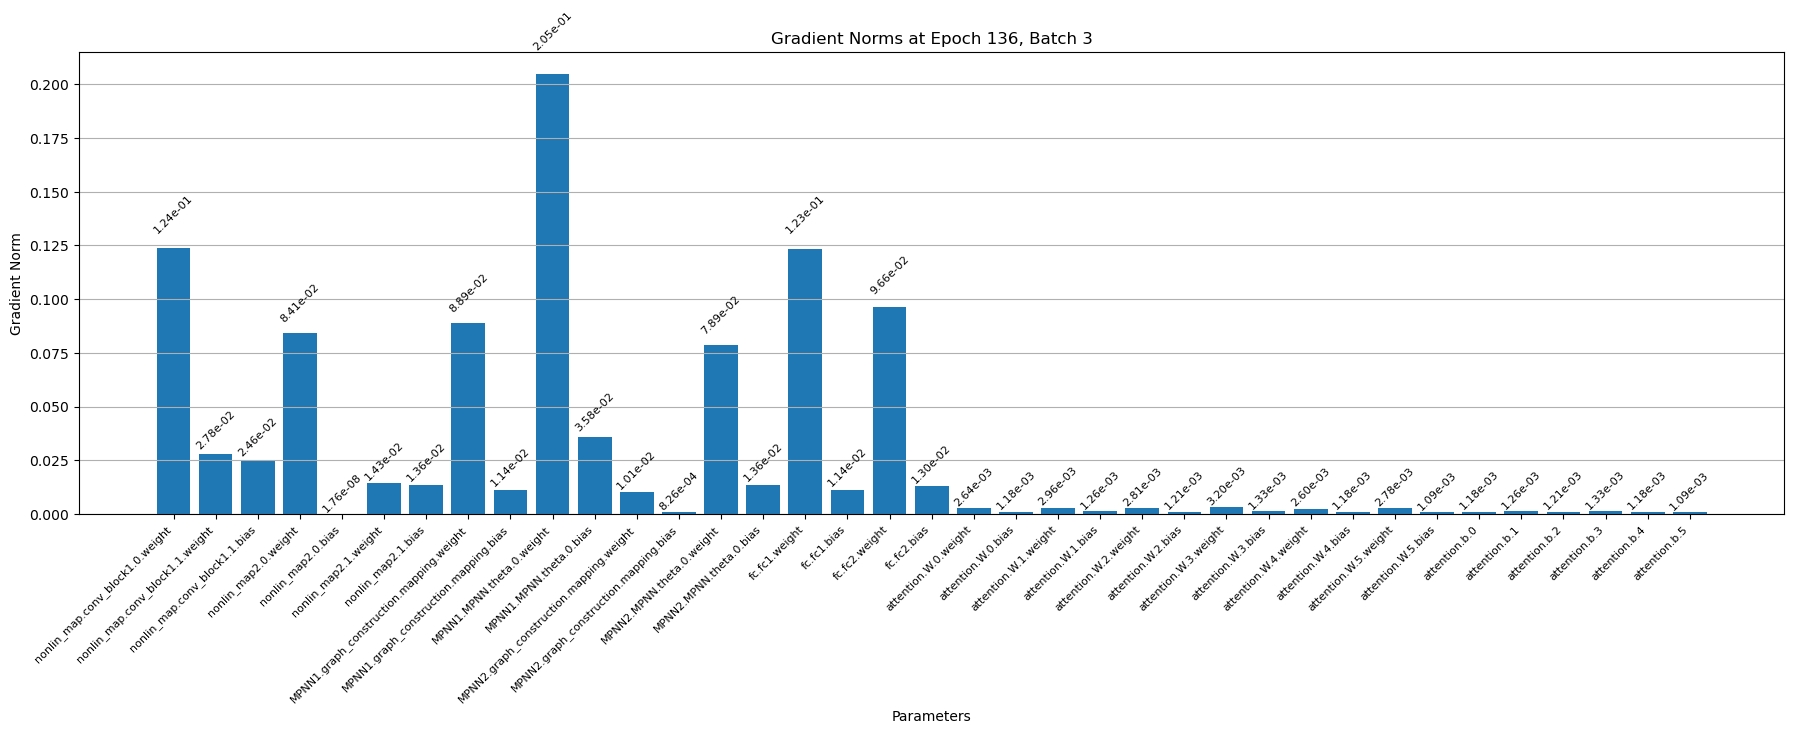 Gradient Norms at Epoch 136, Batch 3
Gradient Norm
0.200
0.175
0.150
0.125
0.100
0.075
0.050
0.025
0.000
1.24e-01
2.78e-02
2.46e-02
8.41e-02
1.76e-08
1.43e-02
1.36e-02
8.89e-02
1.14e-02
2.05e-01
3.58e-02
1.01e-02
8.26e-04
7.89e-02
1.36e-02
1.23e-01
1.14e-02
9.66e-02
1.30e-02
2.64e-03
1.18e-03
2.96e-03
1.26e-03
2.81e-03
1.21e-03
3.20e-03
1.33e-03
2.60e-03
1.18e-03
2.78e-03
1.09e-03
1.18e-03
1.26e-03
1.21e-03
1.33e-03
1.18e-03
1.09e-03
nonlin_map.conv_block1.0.weight
nonlin_map.conv_block1.1.weight
nonlin_map.conv_block1.1.bias
nonlin_map2.0.weight
nonlin_map2.0.bias
nonlin_map2.1.weight
nonlin_map2.1.bias
MPNN1.graph_construction.mapping.weight
MPNN1.graph_construction.mapping.bias
MPNN1.MPNN.theta.0.weight
MPNN1.MPNN.theta.0.bias
MPNN2.graph_construction.mapping.weight
MPNN2.graph_construction.mapping.bias
MPNN2.MPNN.theta.0.weight
MPNN2.MPNN.theta.0.bias
fc.fc1.weight
fc.fc1.bias
fc.fc2.weight
fc.fc2.bias
attention.W.0.weight
attention.W.0.bias
attention.W.1.weight
attention.W.1.bias
attention.W.2.weight
attention.W.2.bias
attention.W.3.weight
attention.W.3.bias
attention.W.4.weight
attention.W.4.bias
attention.W.5.weight
attention.W.5.bias
attention.b.0
attention.b.1
attention.b.2
attention.b.3
attention.b.4
attention.b.5
Parameters